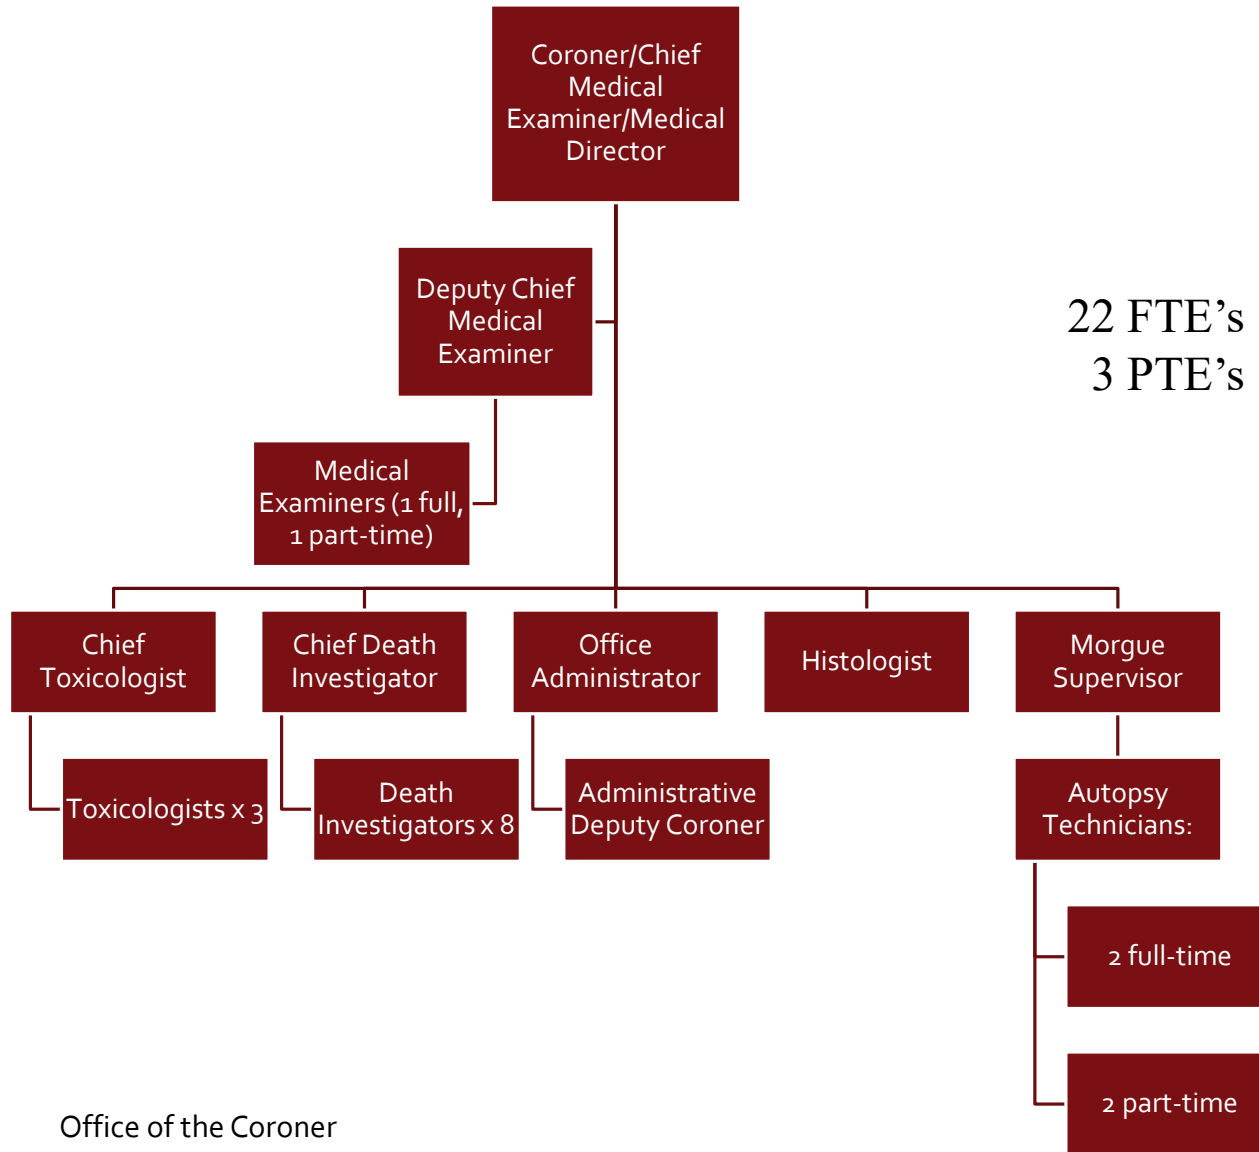 Coroner/Chief
Medical
Examiner/Medical
Director
Deputy Chief
Medical
Examiner
22 FTE’s
3 PTE’s
Medical
Examiners (1 full,
1 part-time)
Chief
Toxicologist
Chief Death
Investigator
Office
Administrator
Histologist
Morgue
Supervisor
Toxicologists x 3
Death
Investigators x 8
Administrative
Deputy Coroner
Autopsy
Technicians:
2 full-time
2 part-time
Office of the Coroner